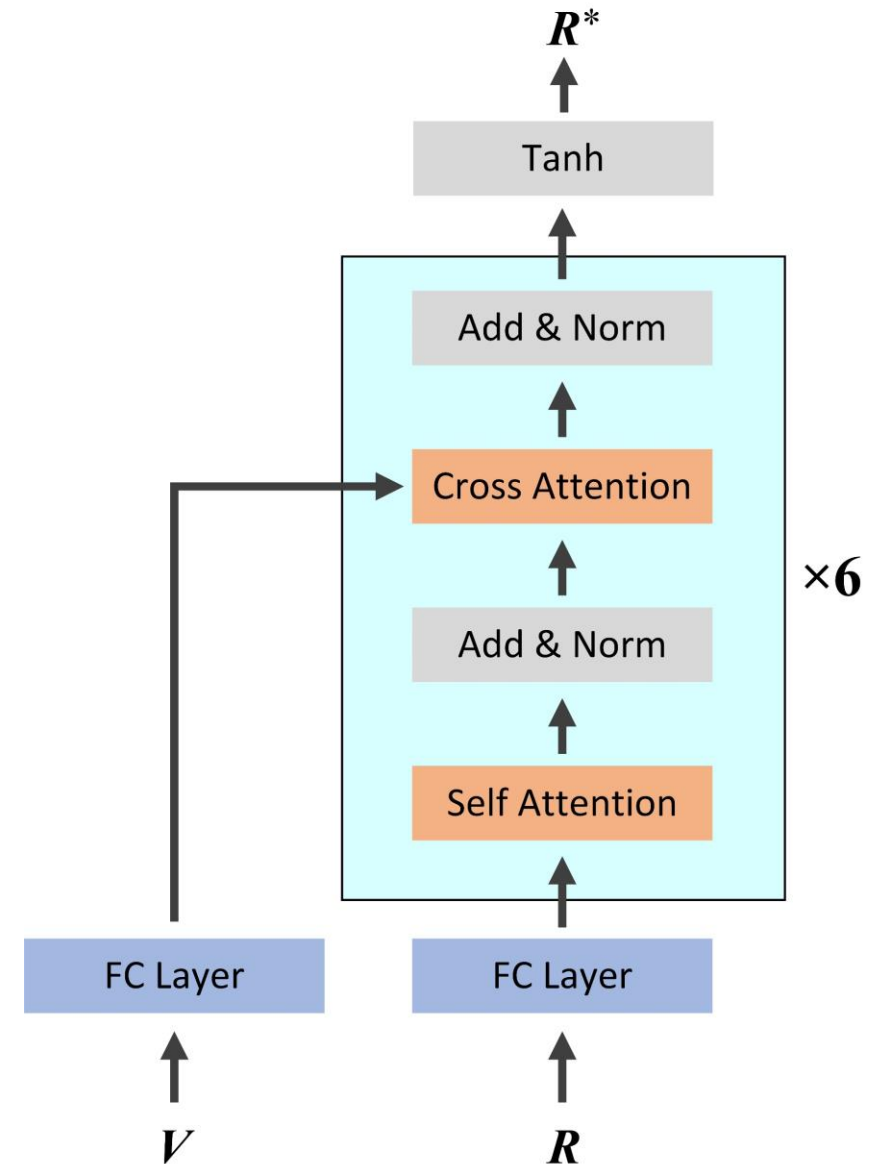 R*
Tanh
Add & Norm
Cross Attention
×6
Add & Norm
Self Attention
FC Layer
FC Layer
V
R